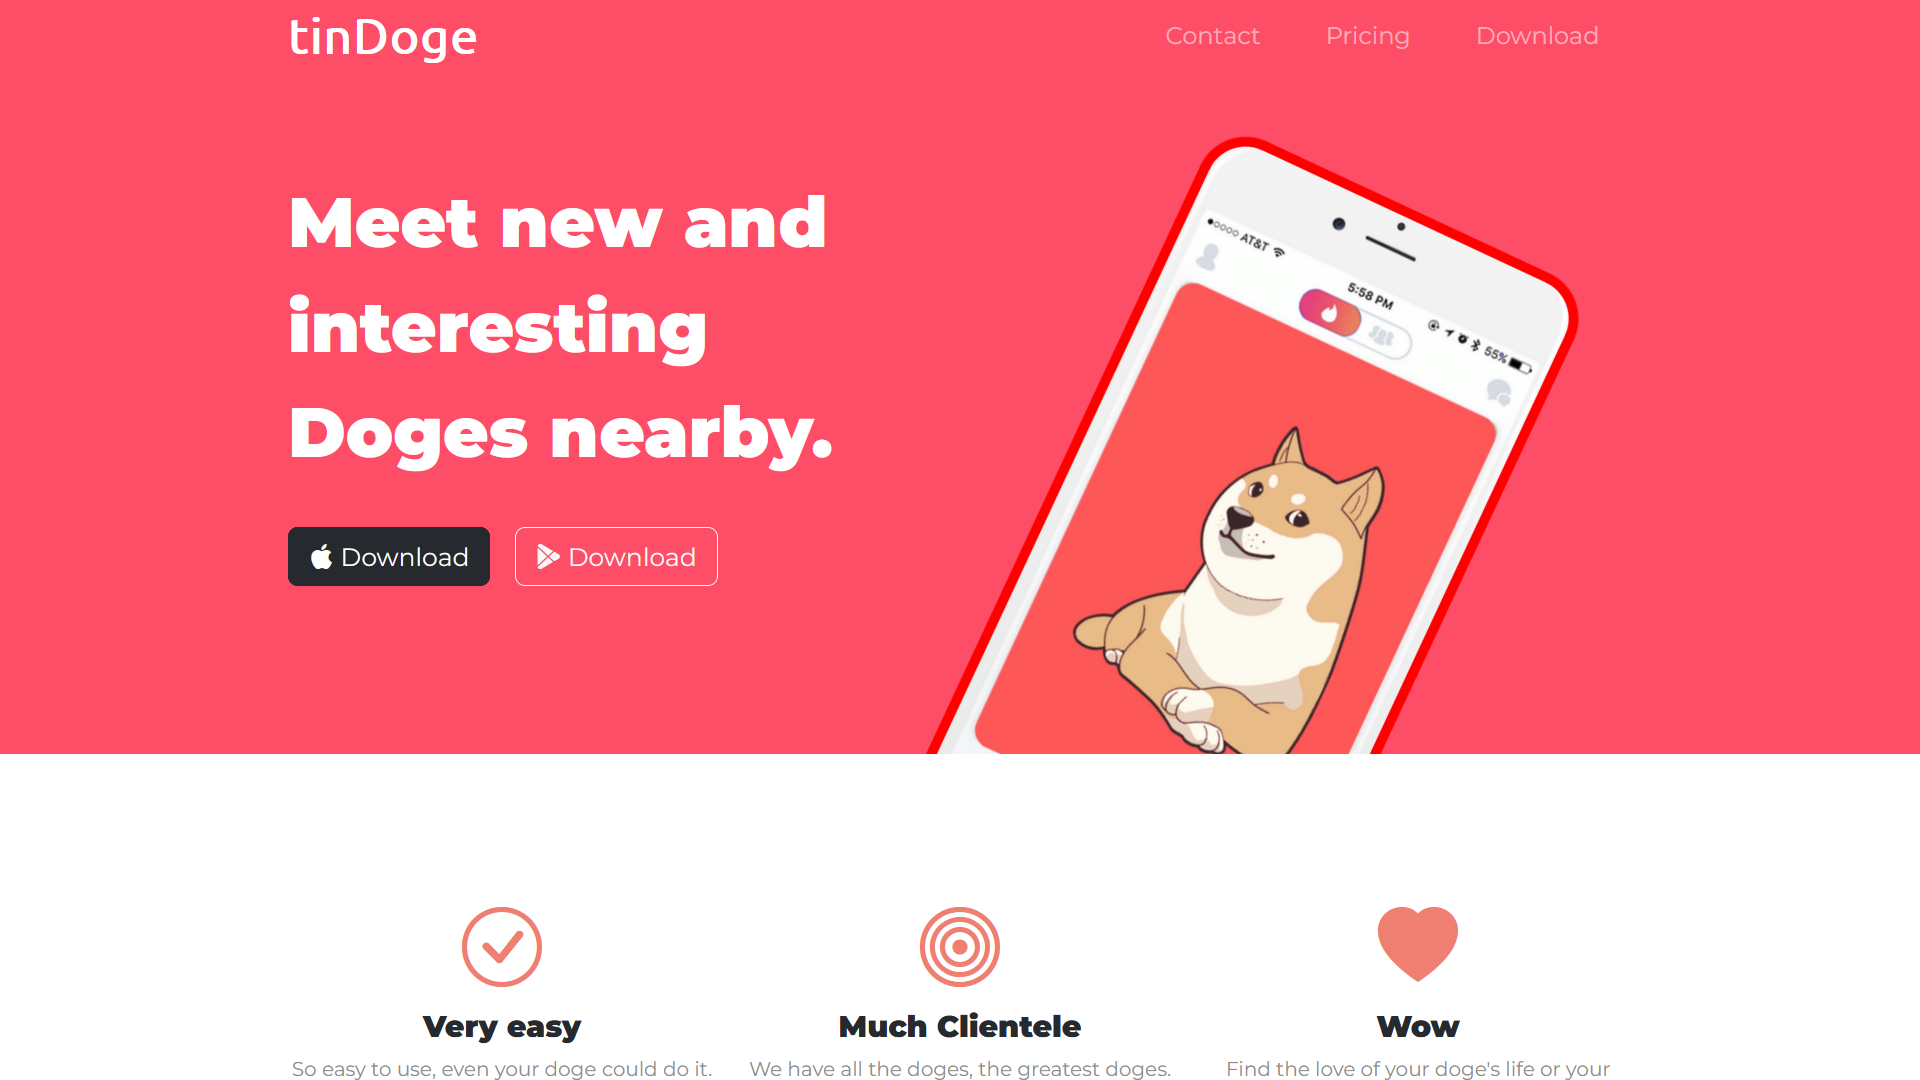 tinDoge
Contact
Pricing
Download
Meet new and
interesting
Doges nearby.
Download
Download
AT&T
5:58 PM
55%
Very easy
So easy to use, even your doge could do it.
Much Clientele
We have all the doges, the greatest doges.
Wow
Find the love of your doge's life or your